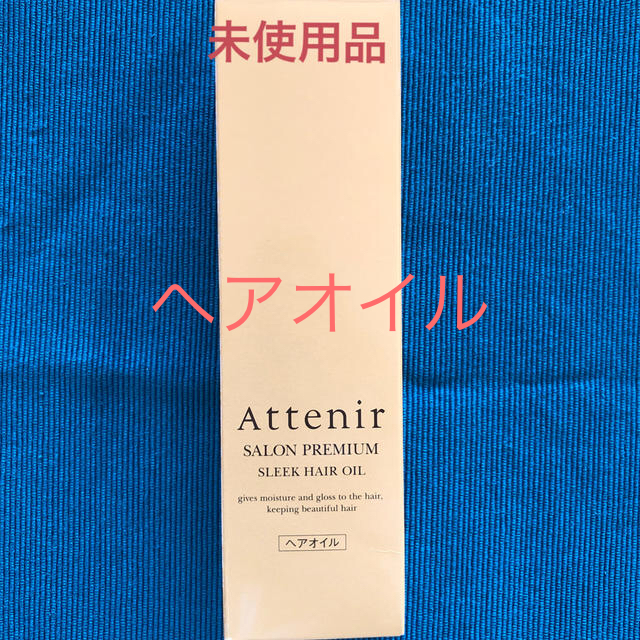 未使用品
ヘアオイル
Attenir
SALON PREMIUM
SLEEK HAIR OIL
gives moisture and gloss to the hair,
keeping beautiful hair
ヘアオイル